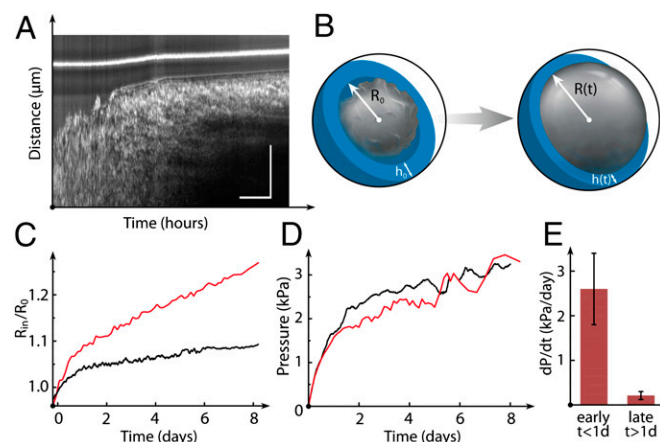 A
Distance (µm)
Time (hours)
B
R₀
h₀
R(t)
h(t)
C
R_in/R₀
1.2
1.1
1.0
0
2
4
6
8
Time (days)
D
Pressure (kPa)
3
2
1
0
0
2
4
6
8
Time (days)
E
dP/dt (kPa/day)
3
2
1
0
early
t<1d
late
t>1d